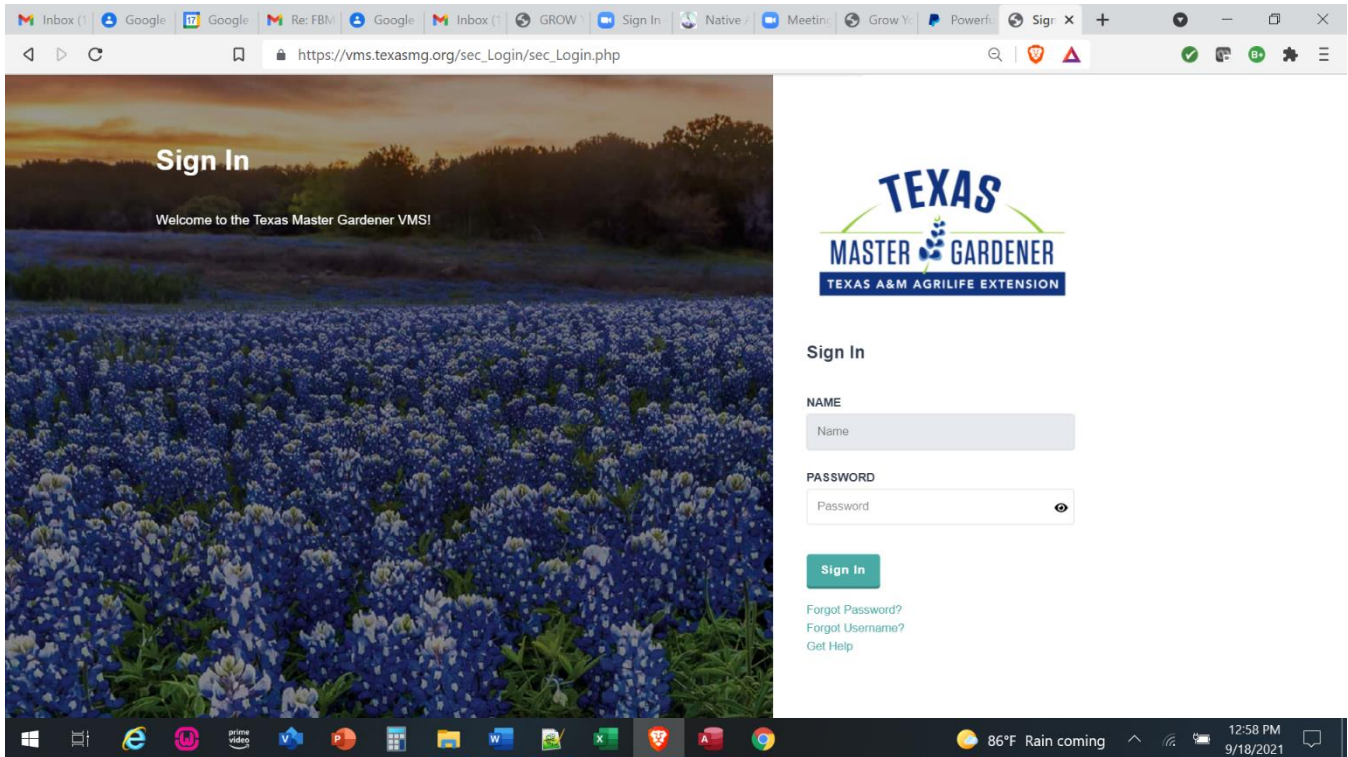 Inbox (1
Google
17
Google
Re: FBM
Google
Inbox (1
GROW
Sign In
Native
Meeting
Grow Yo
Powerfu
Sign
https://vms.texasmg.org/sec_Login/sec_Login.php
B+
Sign In
Welcome to the Texas Master Gardener VMS!
TEXAS
MASTER GARDENER
TEXAS A&M AGRILIFE EXTENSION
Sign In
NAME
Name
PASSWORD
Password
Sign In
Forgot Password?
Forgot Username?
Get Help
prime
video
86°F Rain coming
12:58 PM
9/18/2021